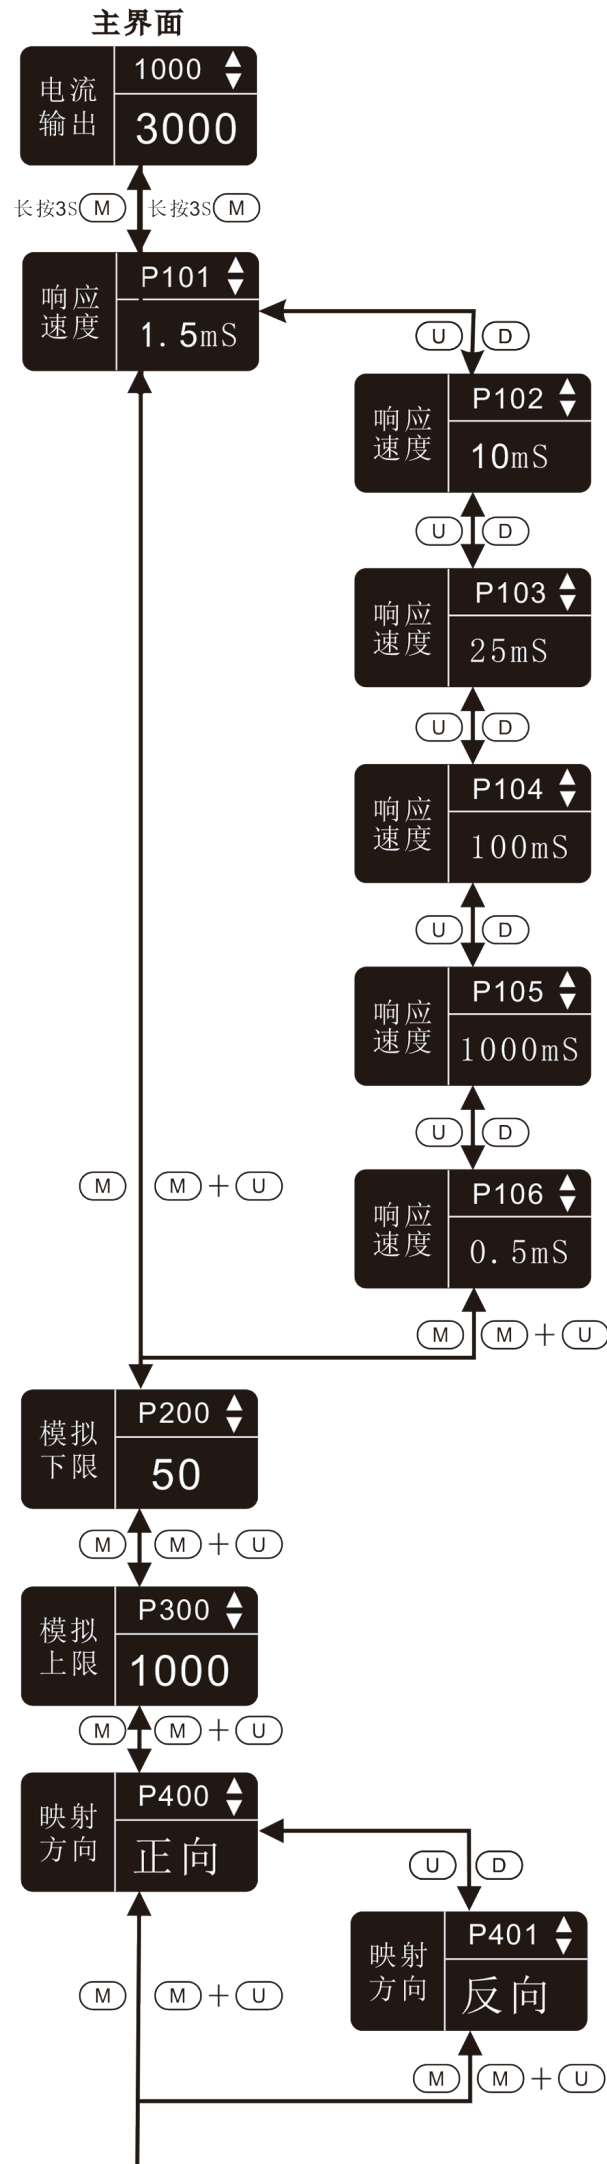 主界面
电流
输出
1000
3000
长按3S M 长按3S M
响应
速度
P101
1.5mS
U D
响应
速度
P102
10mS
U D
响应
速度
P103
25mS
U D
响应
速度
P104
100mS
U D
响应
速度
P105
1000mS
U D
M M+U
响应
速度
P106
0.5mS
M M+U
模拟
下限
P200
50
M M+U
模拟
上限
P300
1000
M M+U
映射
方向
P400
正向
U D
映射
方向
P401
反向
M M+U
M M+U